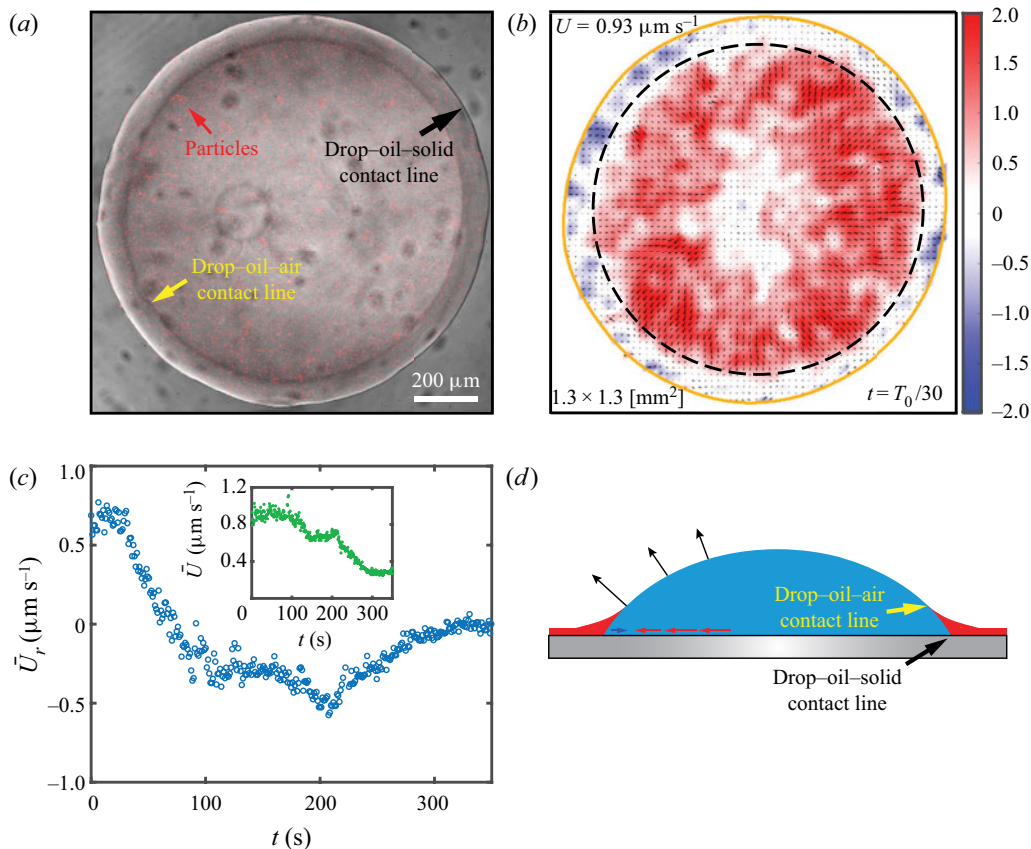 (a)
Particles
Drop–oil–solid
contact line
Drop–oil–air
contact line
200 μm
(b)
U = 0.93 μm s⁻¹
1.3 × 1.3 [mm²]
t = T₀/30
2.0
1.5
1.0
0.5
0
−0.5
−1.0
−1.5
−2.0
(c)
1.0
0.5
0
−0.5
−1.0
Ū_r (μm s⁻¹)
0
100
200
300
t (s)
1.2
0.8
0.4
Ū (μm s⁻¹)
0
100
200
300
t (s)
(d)
Drop–oil–air
contact line
Drop–oil–solid
contact line